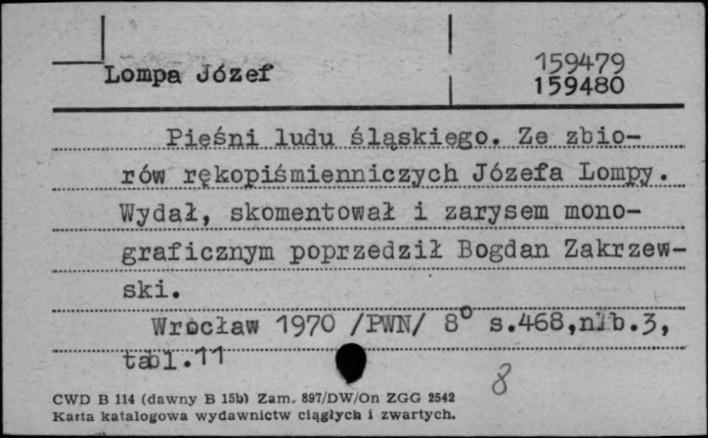 Lompa Józef
159479
159480
Pieśni ludu śląskiego. Ze zbio-
rów rękopiśmienniczych Józefa Lompy.
Wydał, skomentował i zarysem mono-
graficznym poprzedził Bogdan Zakrzew-
ski.
Wrocław 1970 /PWN/ 8° s.468,nlb.3,
tabl.11
8
CWD B 114 (dawny B 15b) Zam. 897/DW/On ZGG 2542
Karta katalogowa wydawnictw ciągłych i zwartych.